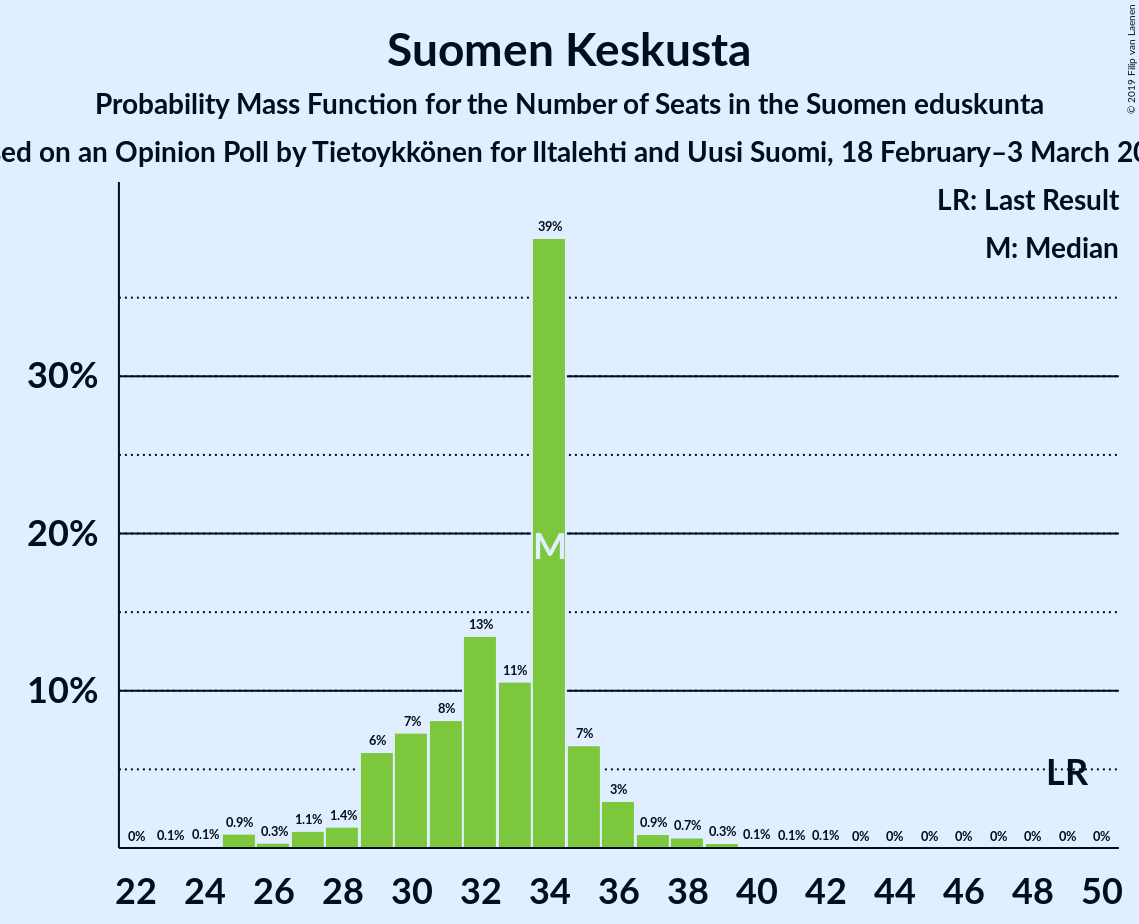 Suomen Keskusta
Probability Mass Function for the Number of Seats in the Suomen eduskunta
on an Opinion Poll by Tietoykkönen for Iltalehti and Uusi Suomi, 18 February–3 March
© 2019 Filip van Laenen
LR: Last Result
M: Median
39%
30%
20%
M
13%
11%
10%
8%
7%
7%
6%
LR
3%
0% 0.1% 0.1% 0.9% 0.3% 1.1% 1.4% 0.9% 0.7% 0.3% 0.1% 0.1% 0.1% 0% 0% 0% 0% 0% 0% 0% 0%
22 24 26 28 30 32 34 36 38 40 42 44 46 48 50